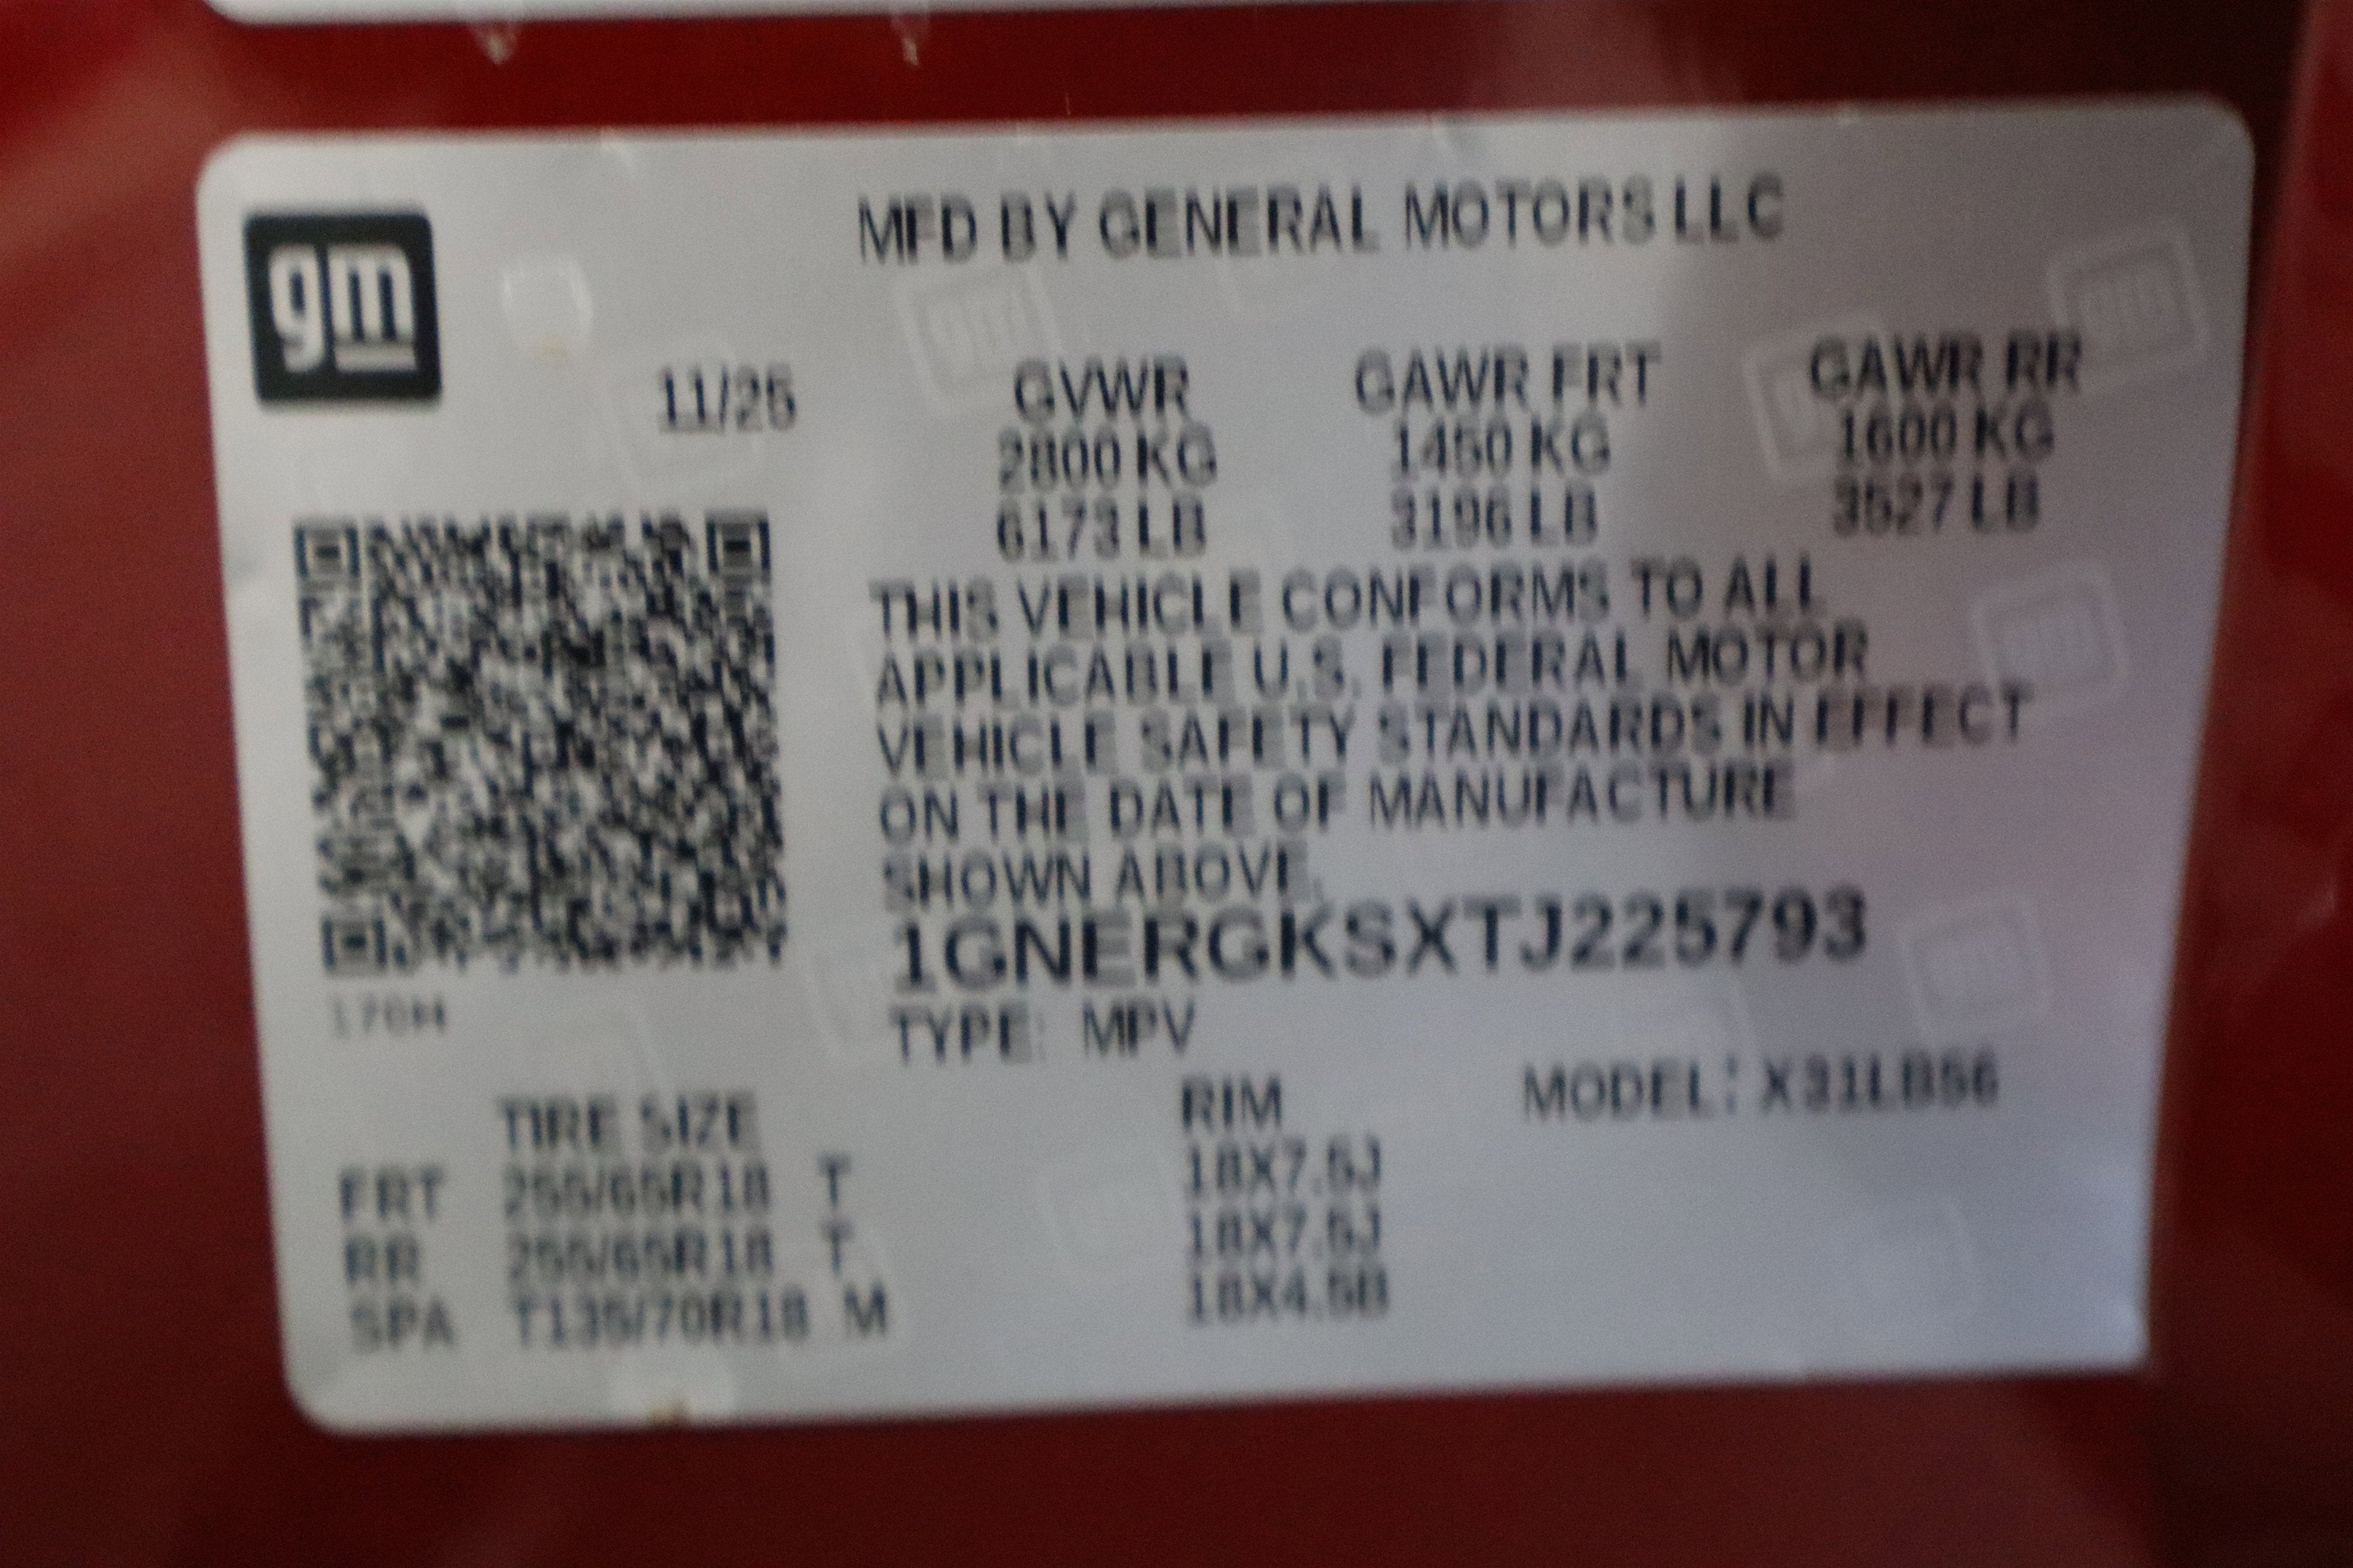 gm
MFD BY GENERAL MOTORS LLC
11/25
GVWR GAWR FRT GAWR RR
2800 KG 1450 KG 1600 KG
6173 LB 3196 LB 3527 LB
THIS VEHICLE CONFORMS TO ALL
APPLICABLE U.S. FEDERAL MOTOR
VEHICLE SAFETY STANDARDS IN EFFECT
ON THE DATE OF MANUFACTURE
SHOWN ABOVE.
1GNERGKSXTJ225793
170H
TYPE: MPV
TIRE SIZE RIM MODEL: X31LB56
FRT 255/65R18 T 18X7.5J
RR 255/65R18 T 18X7.5J
SPA T135/70R18 M 18X4.5B